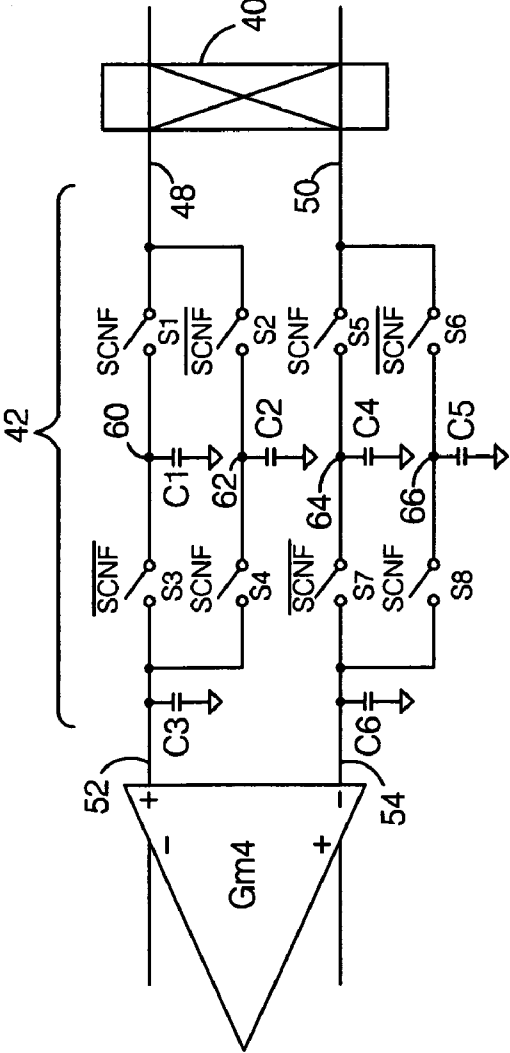 42
40
SCNF
S1
48
60
C1
SCNF
S3
C3
52
+
−
SCNF
S2
62
C2
SCNF
S4
Gm4
SCNF
S5
50
64
C4
SCNF
S7
C6
54
−
+
SCNF
S6
66
C5
SCNF
S8